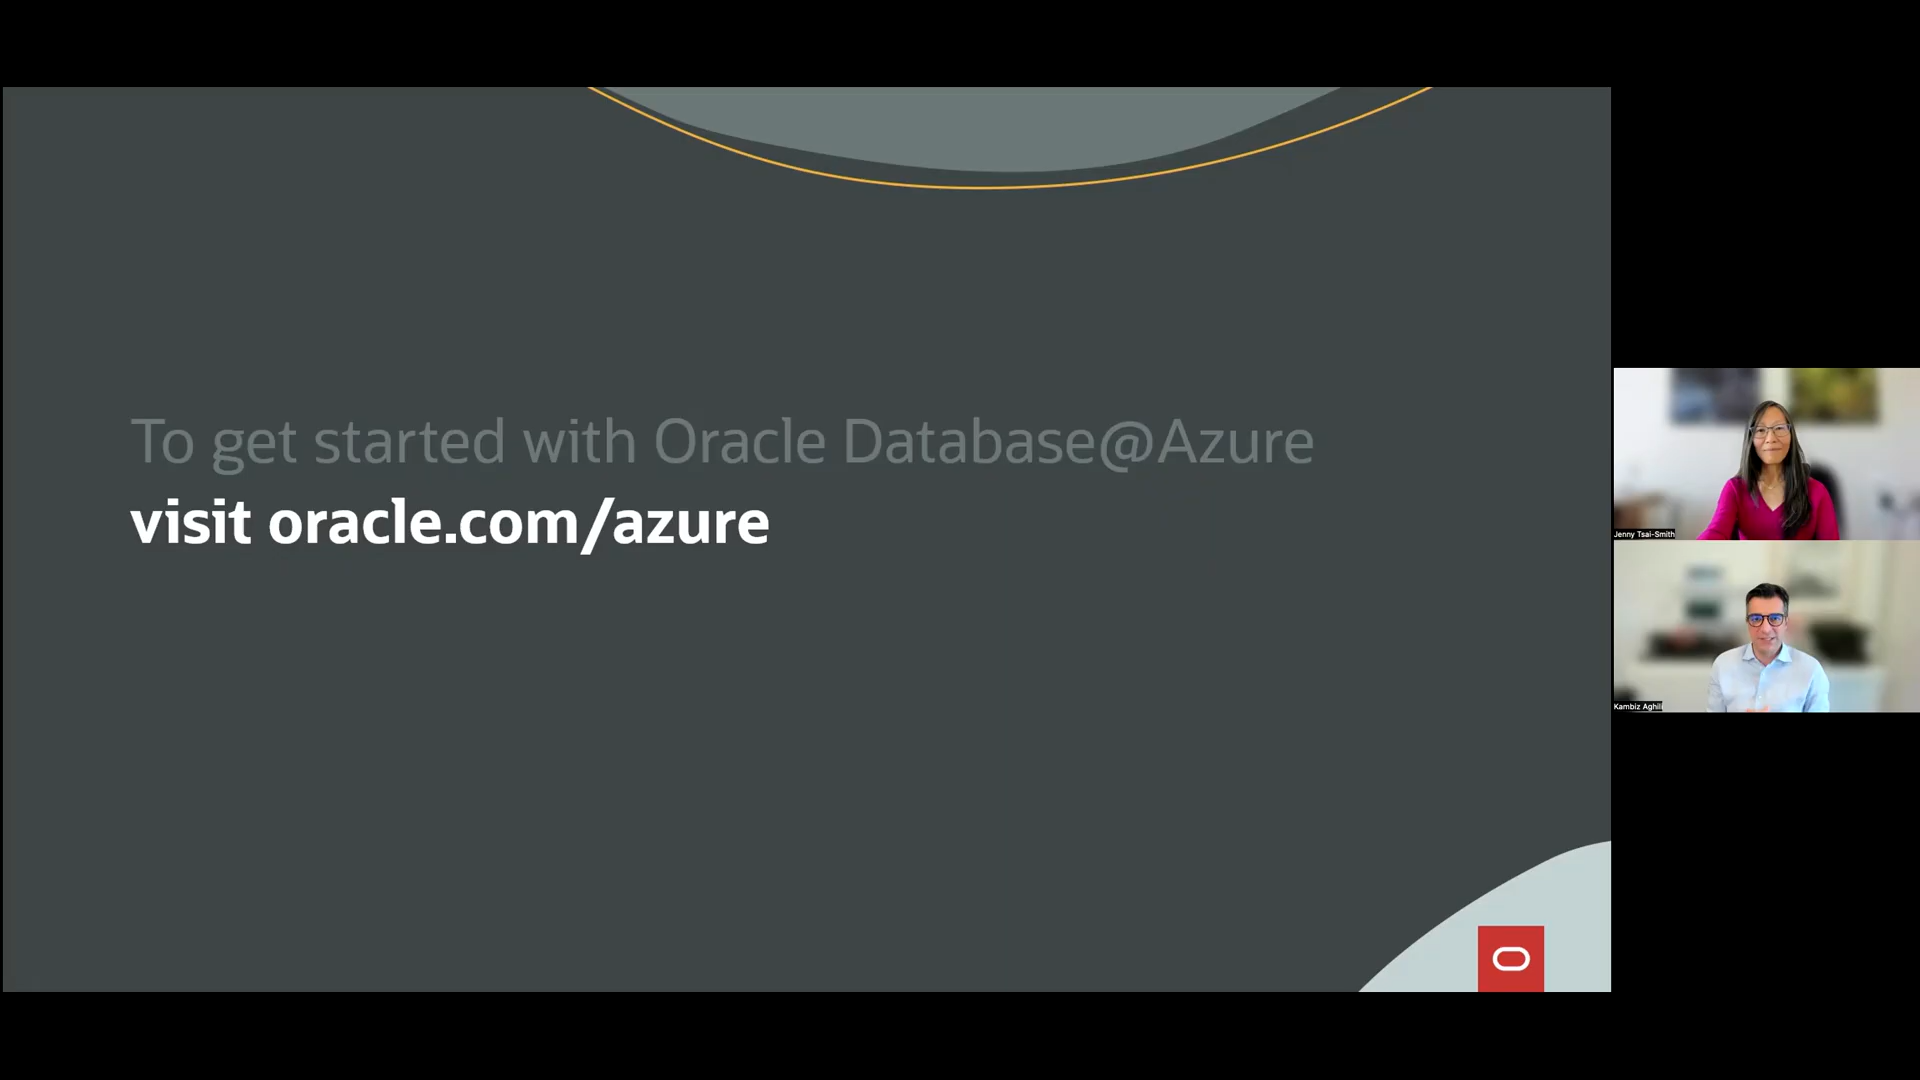 To get started with Oracle Database@Azure
visit oracle.com/azure
Jenny Tsai-Smith
Kambiz Aghili